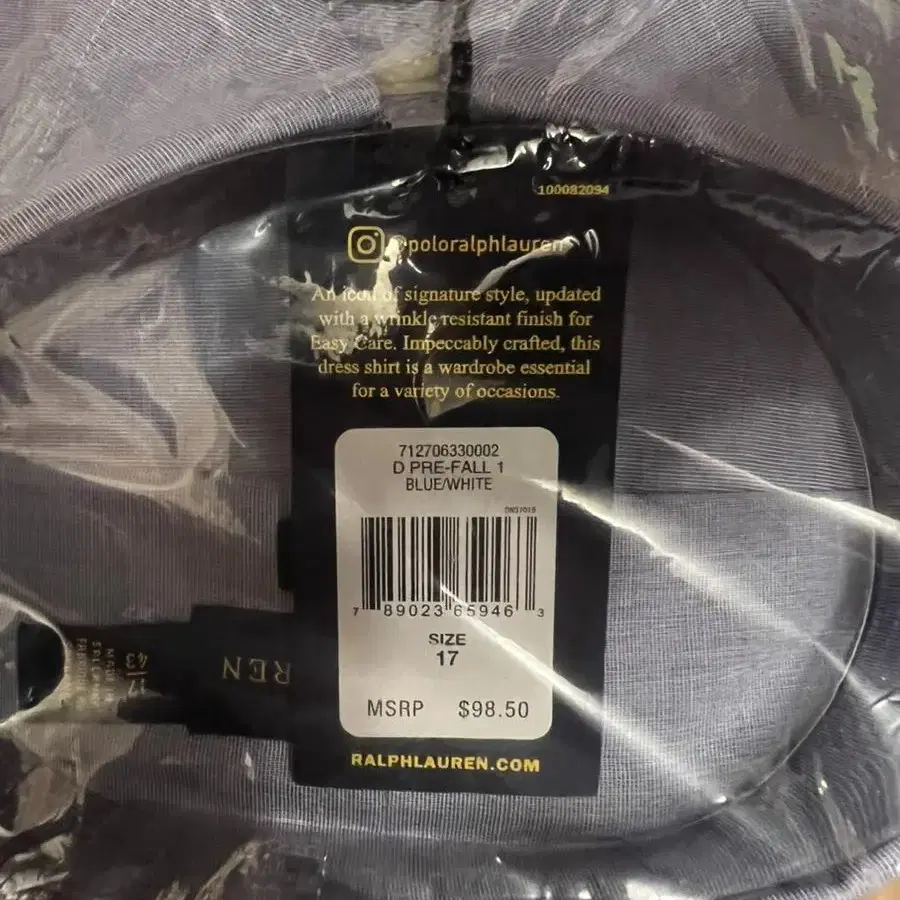 100082094
@poloralphlauren
An icon of signature style, updated
with a wrinkle resistant finish for
Easy Care. Impeccably crafted, this
dress shirt is a wardrobe essential
for a variety of occasions.
712706330002
D PRE-FALL 1
BLUE/WHITE
7 89023 65946 3
SIZE
17
MSRP $98.50
RALPHLAUREN.COM
REN
17
43